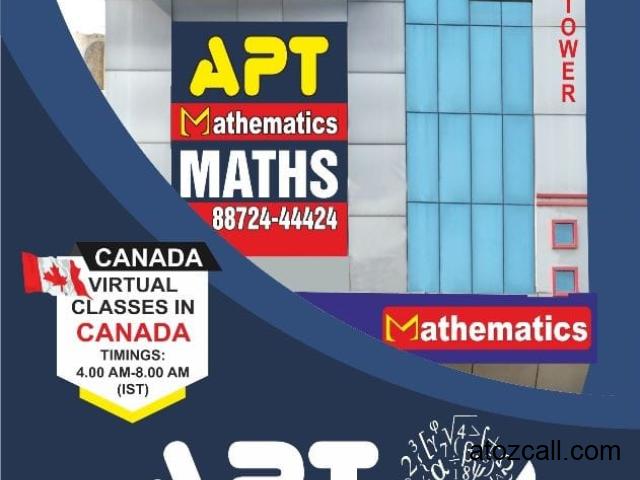 TOWER
APT
Mathematics
MATHS
88724-44424
Mathematics
CANADA
VIRTUAL
CLASSES IN
CANADA
TIMINGS:
4.00 AM-8.00 AM
(IST)
APT
atozcall.com